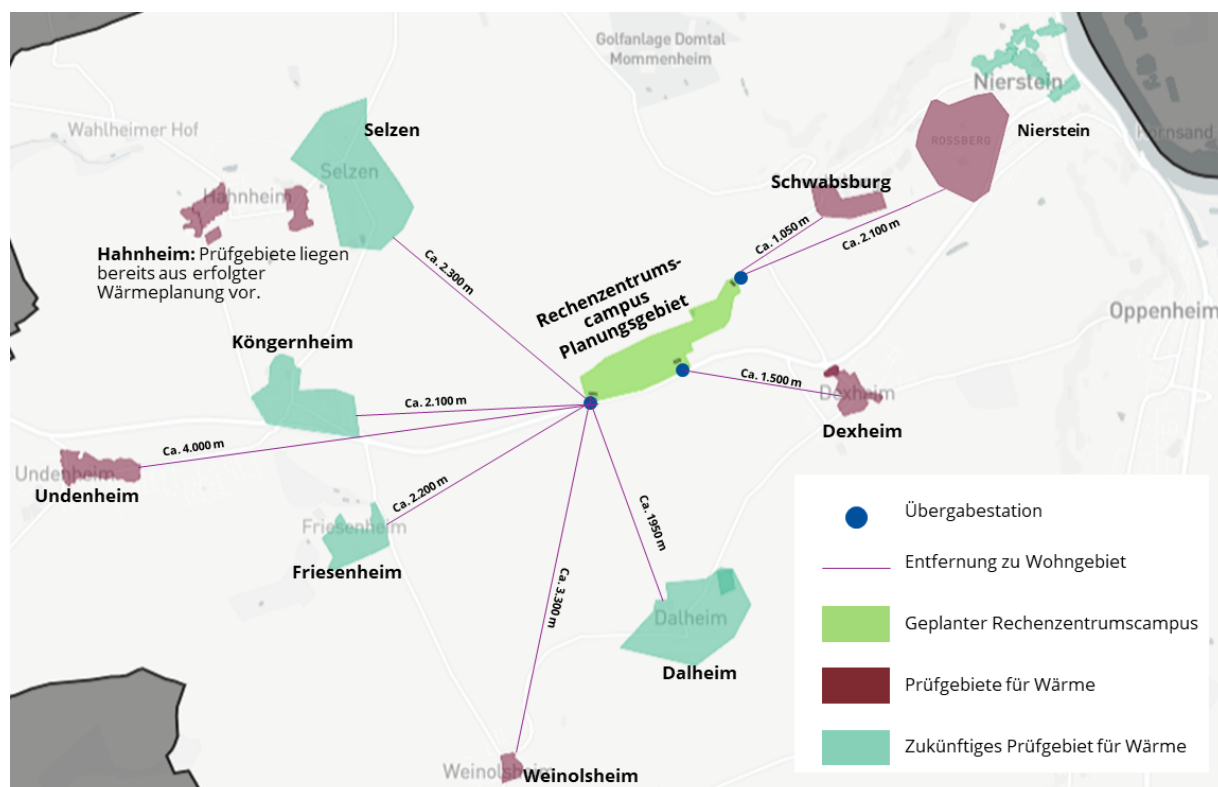 Golfanlage Domtal
Mommenheim
Nierstein
Wahlheimer Hof
Selzen
Selzen
Hahnheim
ROSSBERG
Nierstein
Kornsand
Schwabsburg
Ca. 1.050 m
Ca. 2.100 m
Hahnheim: Prüfgebiete liegen
bereits aus erfolgter
Wärmeplanung vor.
Ca. 2.300 m
Rechenzentrums-
campus
Planungsgebiet
Oppenheim
Köngernheim
Ca. 2.100 m
Ca. 1.500 m
Dexheim
Dexheim
Ca. 4.000 m
Undenheim
Undenheim
Ca. 2.200 m
Friesenheim
Friesenheim
Ca. 1950 m
Ca. 3.300 m
Dalheim
Dalheim
Weinolsheim
Weinolsheim
Übergabestation
Entfernung zu Wohngebiet
Geplanter Rechenzentrumscampus
Prüfgebiete für Wärme
Zukünftiges Prüfgebiet für Wärme